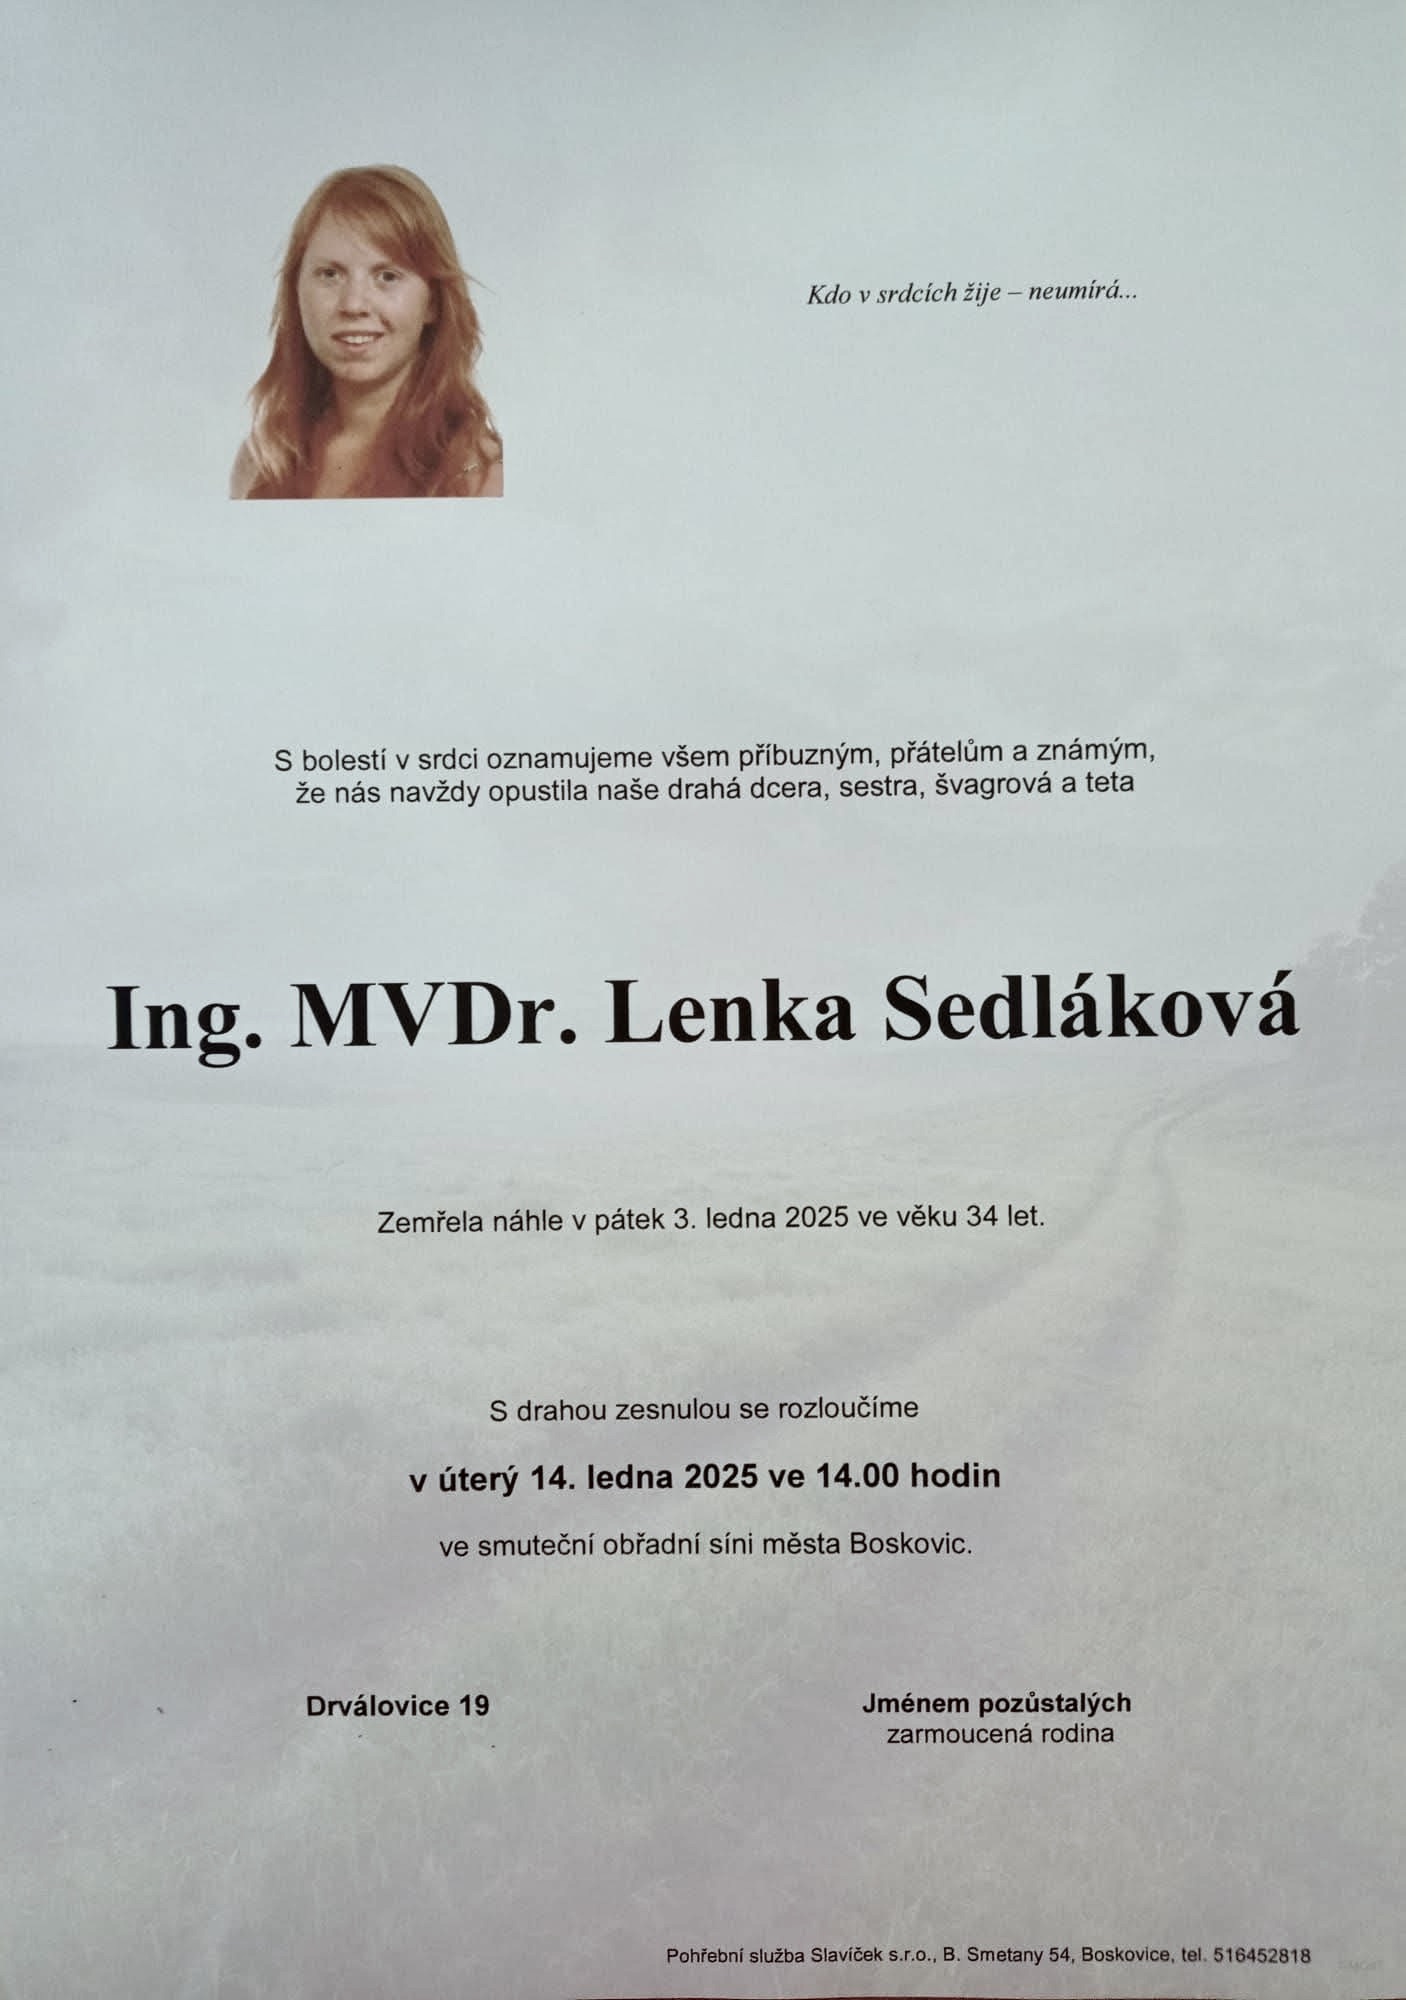 Kdo v srdcích žije – neumírá...
S bolestí v srdci oznamujeme všem příbuzným, přátelům a známým,
že nás navždy opustila naše drahá dcera, sestra, švagrová a teta
Ing. MVDr. Lenka Sedláková
Zemřela náhle v pátek 3. ledna 2025 ve věku 34 let.
S drahou zesnulou se rozloučíme
v úterý 14. ledna 2025 ve 14.00 hodin
ve smuteční obřadní síni města Boskovic.
Drválovice 19
Jménem pozůstalých
zarmoucená rodina
Pohřební služba Slavíček s.r.o., B. Smetany 54, Boskovice, tel. 516452818